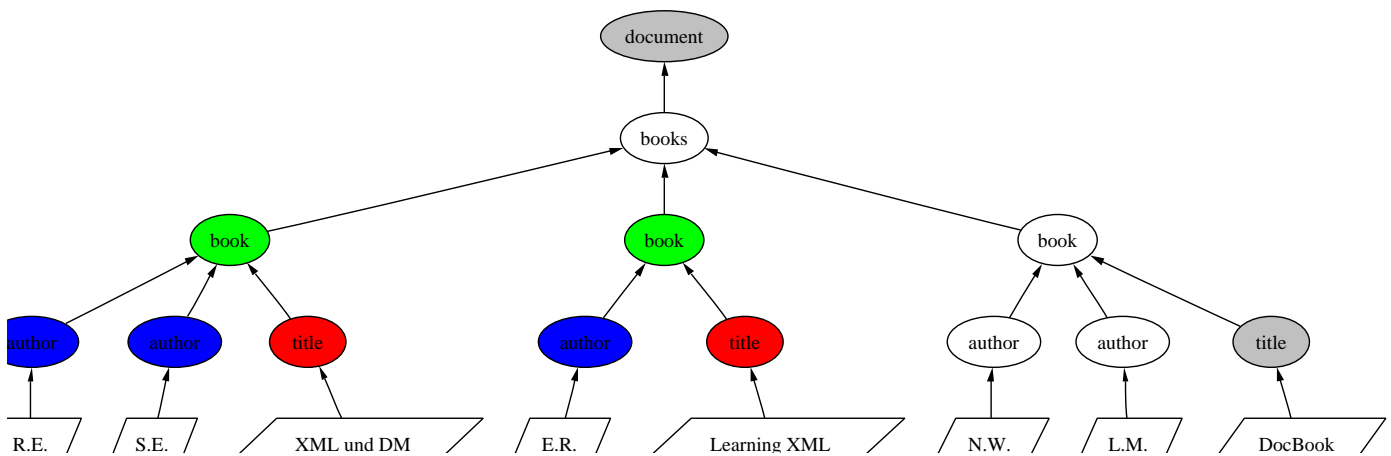 document
books
book book book
author author title author title author author title
R.E. S.E. XML und DM E.R. Learning XML N.W. L.M. DocBook